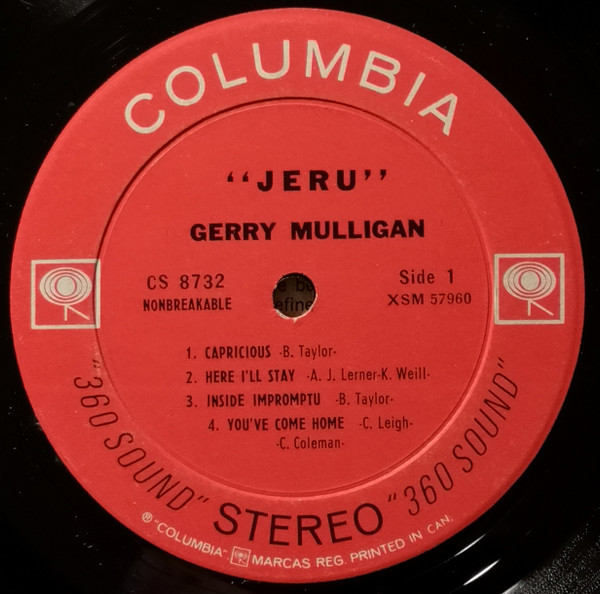 COLUMBIA
"JERU"
GERRY MULLIGAN
CS 8732
NONBREAKABLE
Side 1
XSM 57960
1. CAPRICIOUS -B. Taylor-
2. HERE I'LL STAY -A. J. Lerner-K. Weill-
3. INSIDE IMPROMPTU -B. Taylor-
4. YOU'VE COME HOME -C. Leigh-
-C. Coleman-
"360 SOUND" STEREO "360 SOUND"
® "COLUMBIA" MARCAS REG. PRINTED IN CAN.